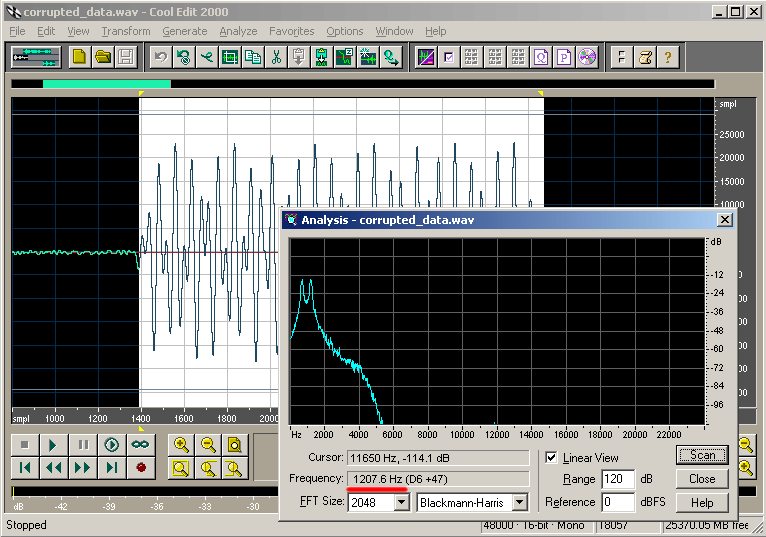 corrupted_data.wav - Cool Edit 2000
File Edit View Transform Generate Analyze Favorites Options Window Help
Q P F ?
smpl
25000
20000
15000
10000
Analysis - corrupted_data.wav
dB
-12
-24
-36
-48
-60
-72
-84
-96
Hz 2000 4000 6000 8000 10000 12000 14000 16000 18000 20000 22000
smpl 1000 1200 1400 1600 1800
Cursor: 11650 Hz, -114.1 dB
Frequency: 1207.6 Hz (D6 +47)
FFT Size: 2048 Blackmann-Harris
Linear View
Range 120 dB
Reference 0 dBFS
Scan
Close
Help
dB -42 -39 -36 -33 -30
Stopped
48000 · 16-bit · Mono 18057 25370.05 MB free